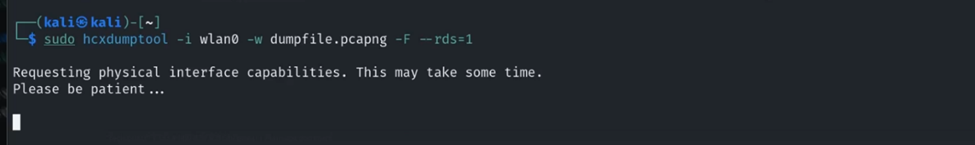 ┌──(kali㉿kali)-[~]
└─$ sudo hcxdumptool -i wlan0 -w dumpfile.pcapng -F --rds=1
Requesting physical interface capabilities. This may take some time.
Please be patient...